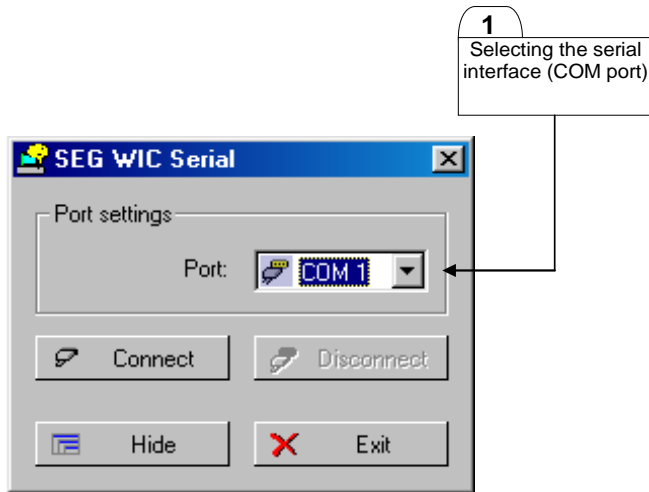 1
Selecting the serial
interface (COM port)
SEG WIC Serial
Port settings
Port: COM 1
Connect Disconnect
Hide Exit